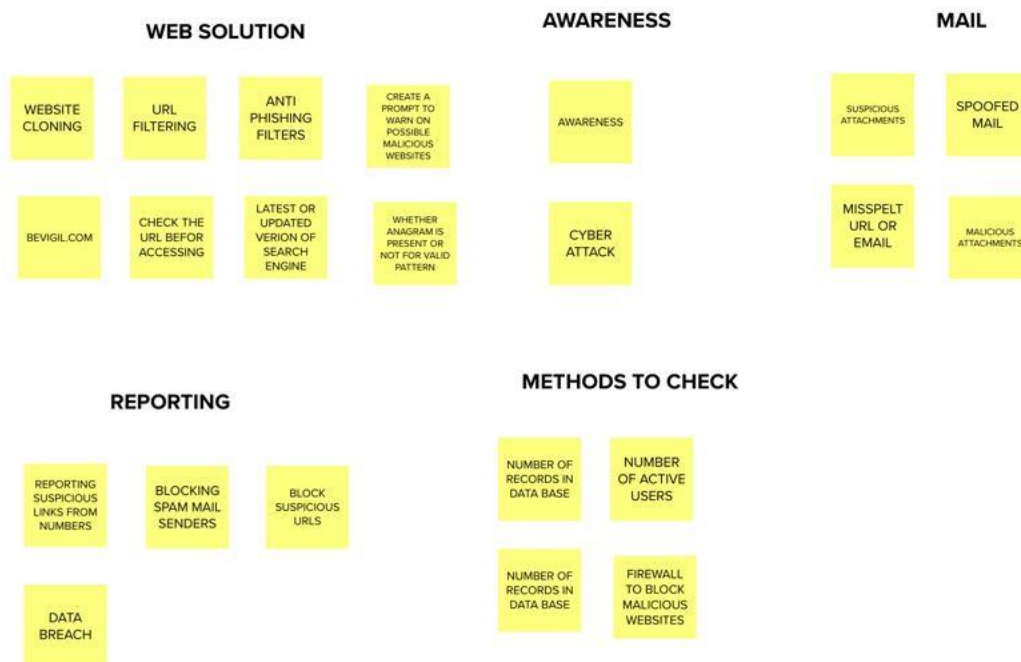 WEB SOLUTION
WEBSITE
CLONING
URL
FILTERING
ANTI
PHISHING
FILTERS
CREATE A
PROMPT TO
WARN ON
POSSIBLE
MALICIOUS
WEBSITES
BEVIGIL.COM
CHECK THE
URL BEFOR
ACCESSING
LATEST OR
UPDATED
VERION OF
SEARCH
ENGINE
WHETHER
ANAGRAM IS
PRESENT OR
NOT FOR VALID
PATTERN
AWARENESS
AWARENESS
CYBER
ATTACK
MAIL
SUSPICIOUS
ATTACHMENTS
SPOOFED
MAIL
MISSPELT
URL OR
EMAIL
MALICIOUS
ATTACHMENTS
REPORTING
REPORTING
SUSPICIOUS
LINKS FROM
NUMBERS
BLOCKING
SPAM MAIL
SENDERS
BLOCK
SUSPICIOUS
URLS
DATA
BREACH
METHODS TO CHECK
NUMBER OF
RECORDS IN
DATA BASE
NUMBER
OF ACTIVE
USERS
NUMBER OF
RECORDS IN
DATA BASE
FIREWALL
TO BLOCK
MALICIOUS
WEBSITES